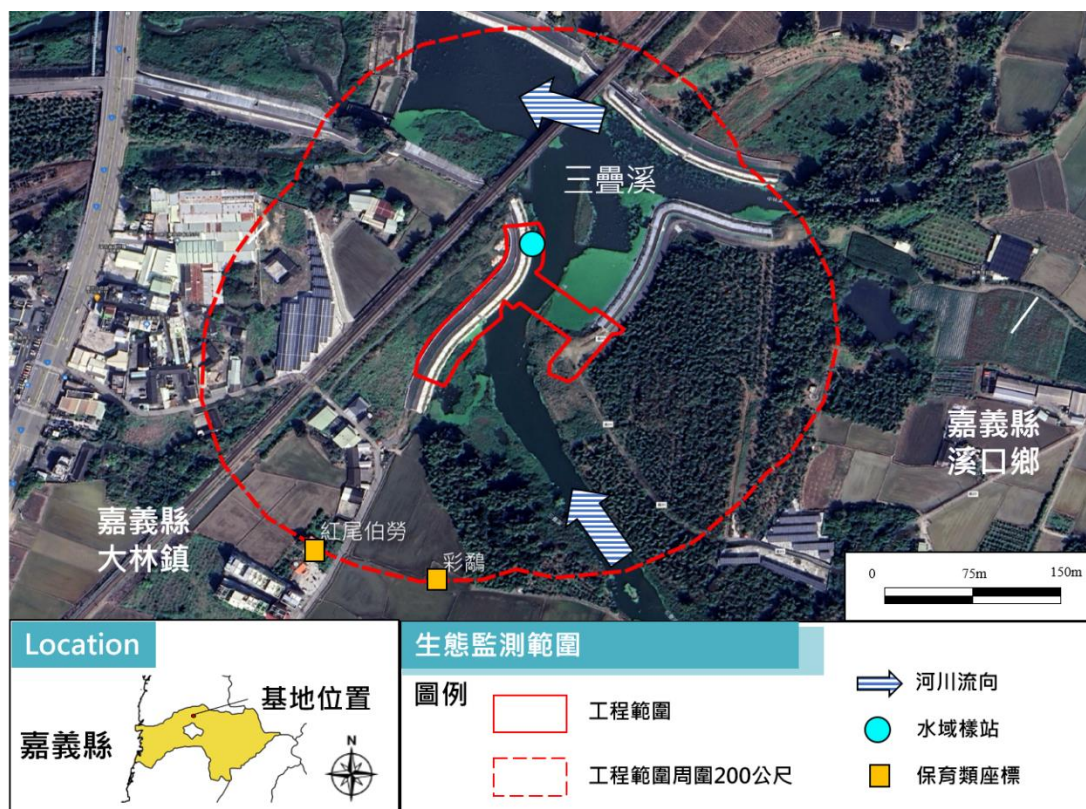 三疊溪
嘉義縣
溪口鄉
嘉義縣
大林鎮
紅尾伯勞
彩鷸
0 75m 150m
Location
基地位置
嘉義縣
N
生態監測範圍
圖例
工程範圍
工程範圍周圍200公尺
河川流向
水域樣站
保育類座標